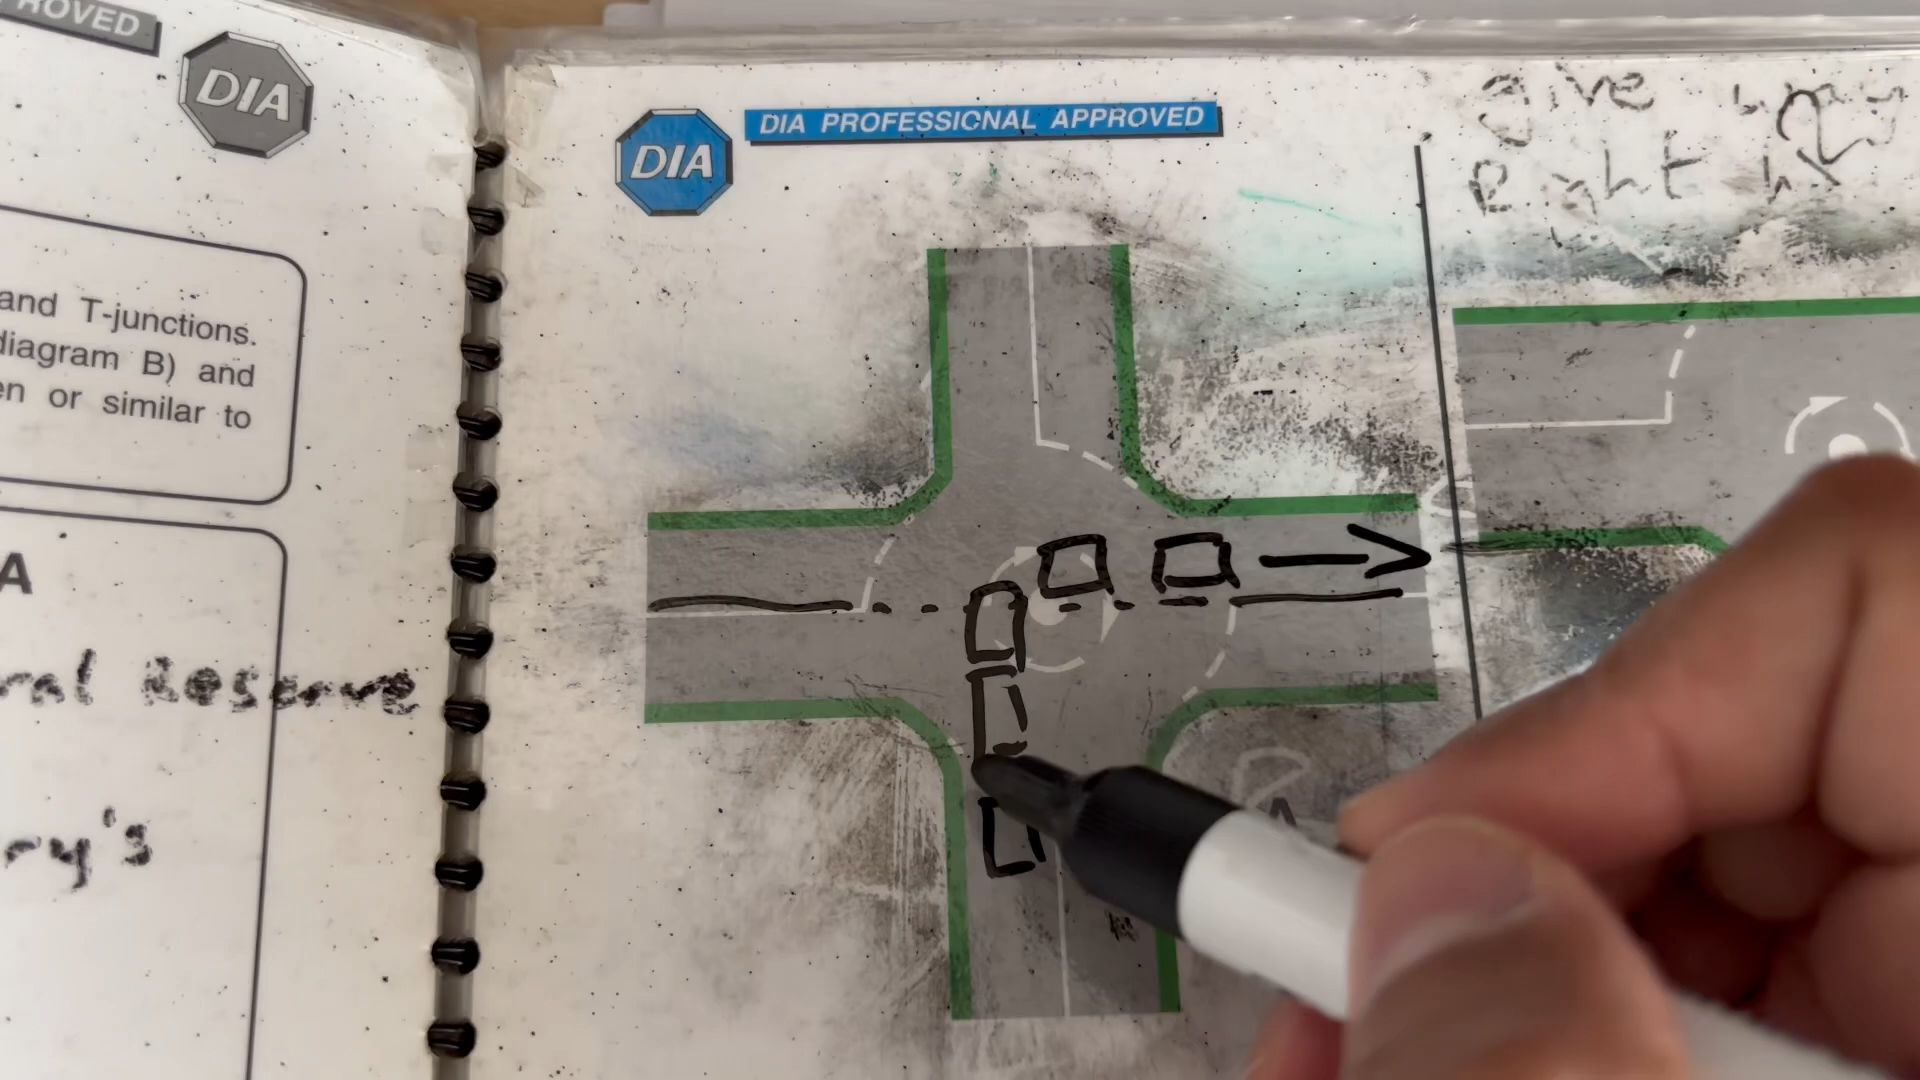 ROVED
DIA
and T-junctions.
diagram B) and
en or similar to
A
ral Reserve
ry's
DIA
DIA PROFESSIONAL APPROVED
give way
Right
A